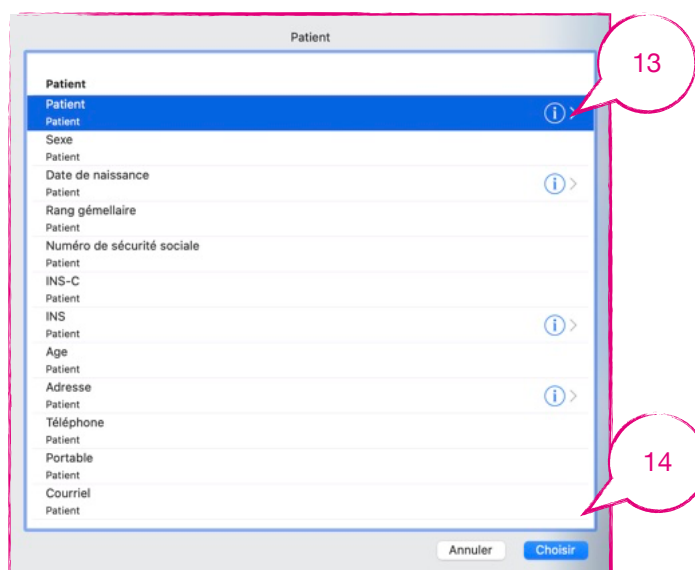 Patient
13
Patient
Patient
Patient
Sexe
Patient
Date de naissance
Patient
Rang gémellaire
Patient
Numéro de sécurité sociale
Patient
INS-C
Patient
INS
Patient
Age
Patient
Adresse
Patient
Téléphone
Patient
Portable
Patient
14
Courriel
Patient
Annuler Choisir